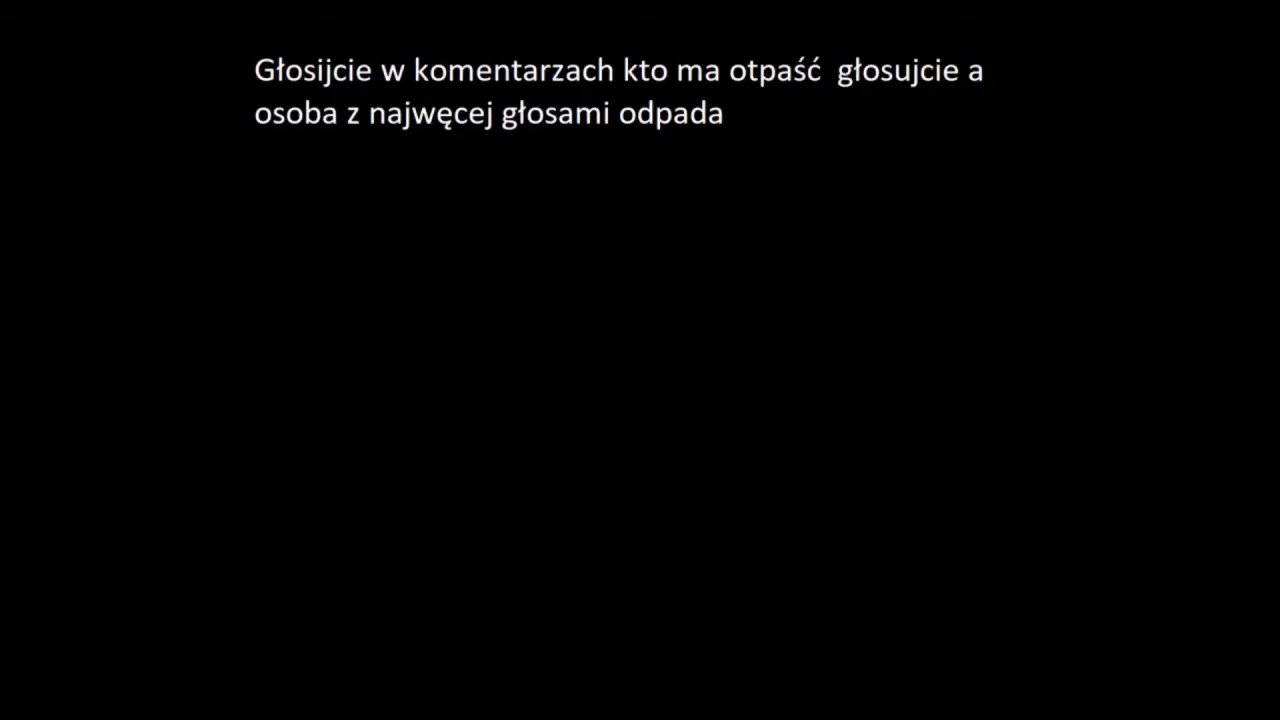 Głosijcie w komentarzach kto ma otpaść  głosujcie a
osoba z najwęcej głosami odpada